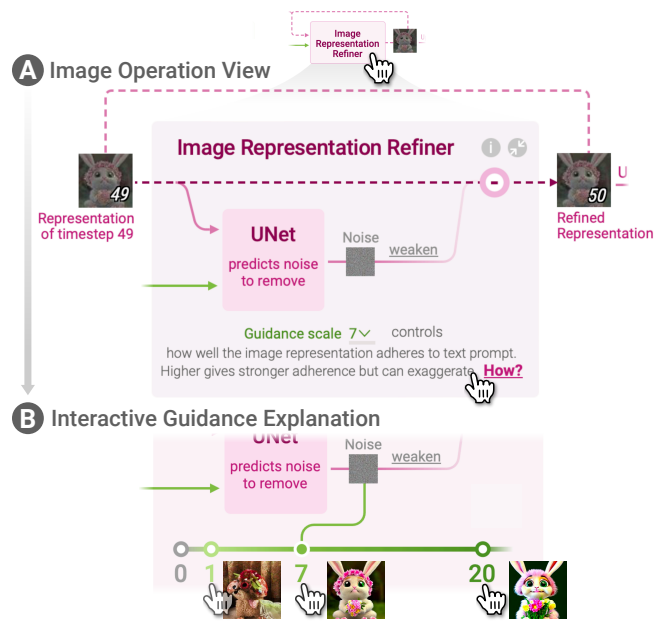 Image
Representation
Refiner
U
A Image Operation View
Image Representation Refiner
i
49
50
U
Representation
of timestep 49
Refined
Representation
UNet
predicts noise
to remove
Noise
weaken
Guidance scale 7 controls
how well the image representation adheres to text prompt.
Higher gives stronger adherence but can exaggerate. How?
B Interactive Guidance Explanation
UNet
predicts noise
to remove
Noise
weaken
0 1 7 20